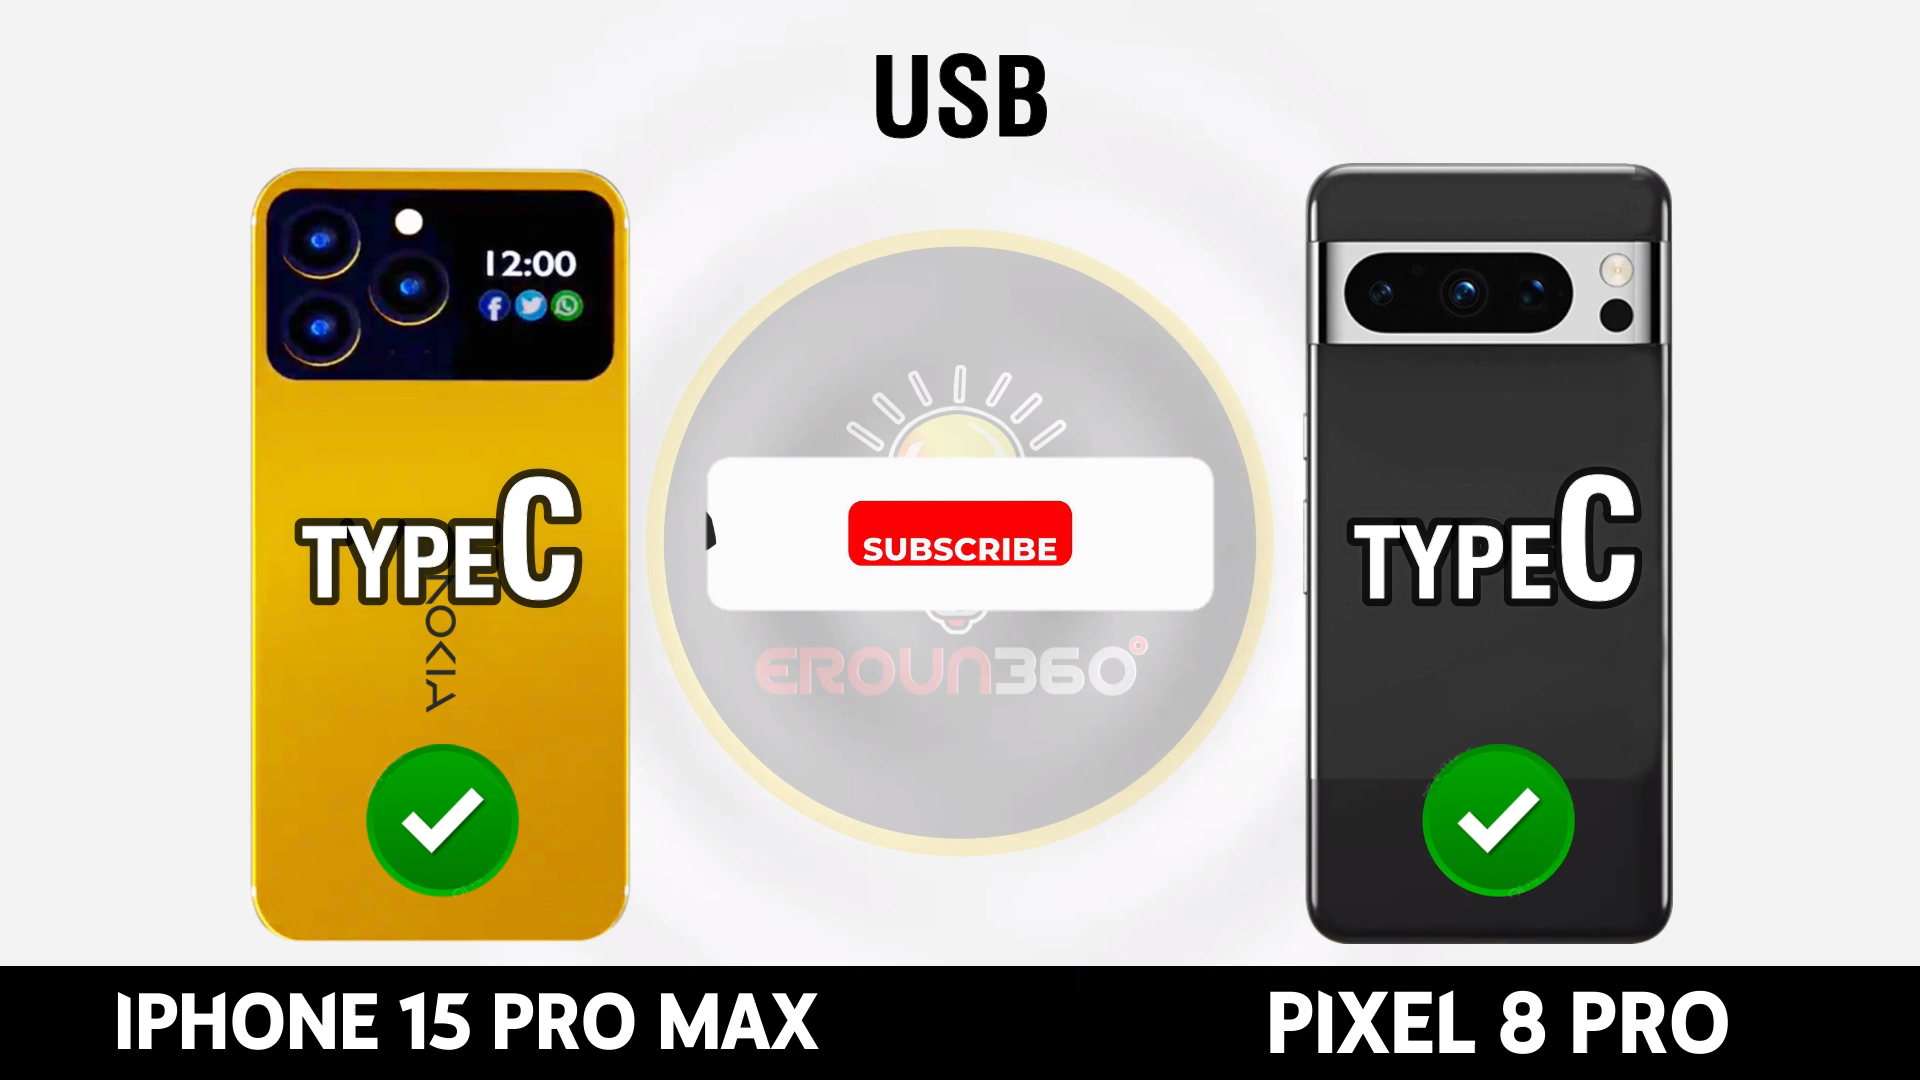 USB
12:00
TYPE C
NOKIA
SUBSCRIBE
EROUN360°
TYPE C
IPHONE 15 PRO MAX
PIXEL 8 PRO